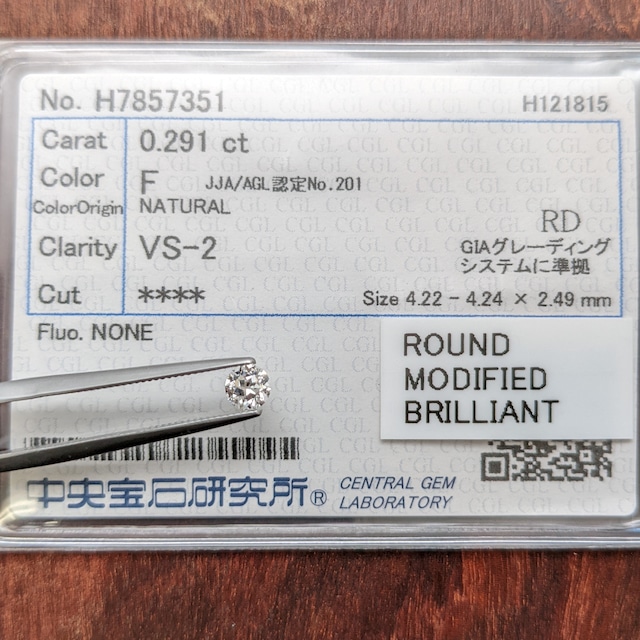 No. H7857351 H121815
Carat 0.291 ct
Color F JJA/AGL認定No.201
ColorOrigin NATURAL
RD
Clarity VS-2 GIAグレーディング
システムに準拠
Cut **** Size 4.22 - 4.24 × 2.49 mm
Fluo. NONE
ROUND
MODIFIED
BRILLIANT
中央宝石研究所® CENTRAL GEM
LABORATORY